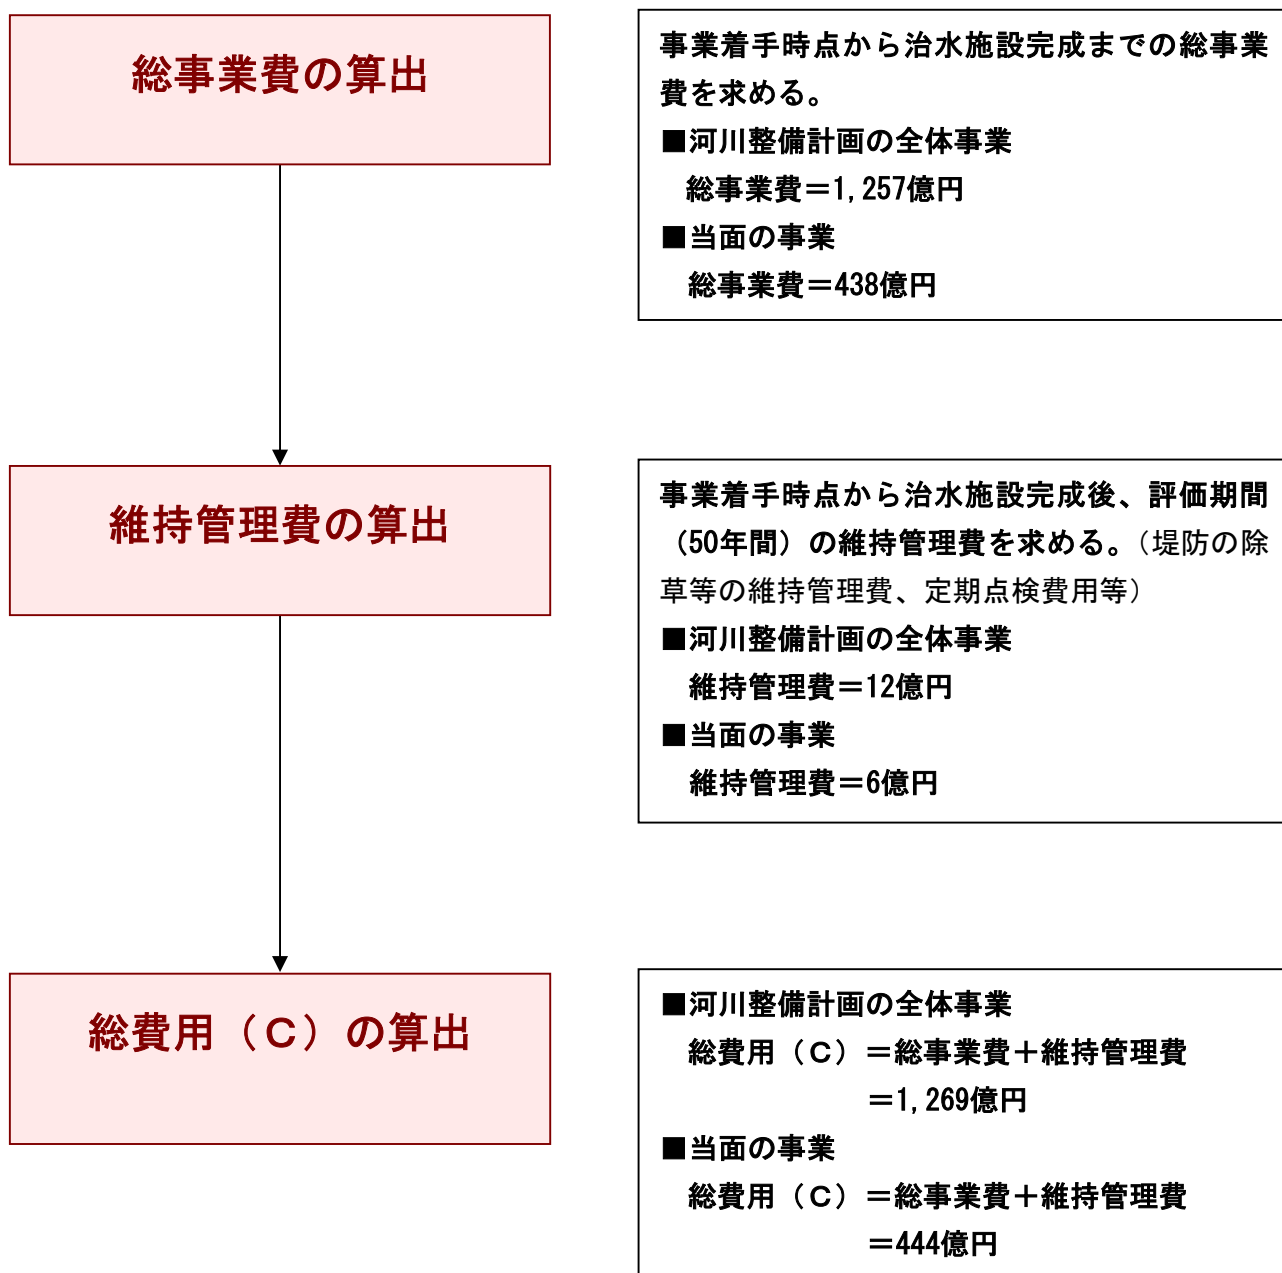 総事業費の算出
事業着手時点から治水施設完成までの総事業
費を求める。
■河川整備計画の全体事業
総事業費＝1,257億円
■当面の事業
総事業費＝438億円
維持管理費の算出
事業着手時点から治水施設完成後、評価期間
（50年間）の維持管理費を求める。（堤防の除
草等の維持管理費、定期点検費用等）
■河川整備計画の全体事業
維持管理費＝12億円
■当面の事業
維持管理費＝6億円
総費用（Ｃ）の算出
■河川整備計画の全体事業
総費用（Ｃ）＝総事業費＋維持管理費
＝1,269億円
■当面の事業
総費用（Ｃ）＝総事業費＋維持管理費
＝444億円